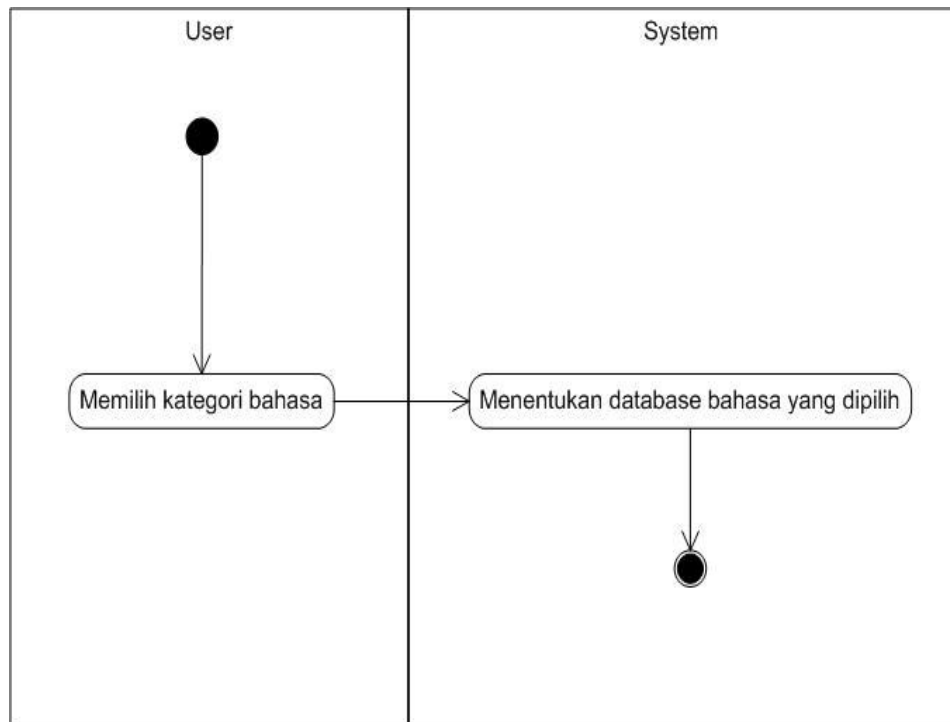 User
System
Memilih kategori bahasa
Menentukan database bahasa yang dipilih